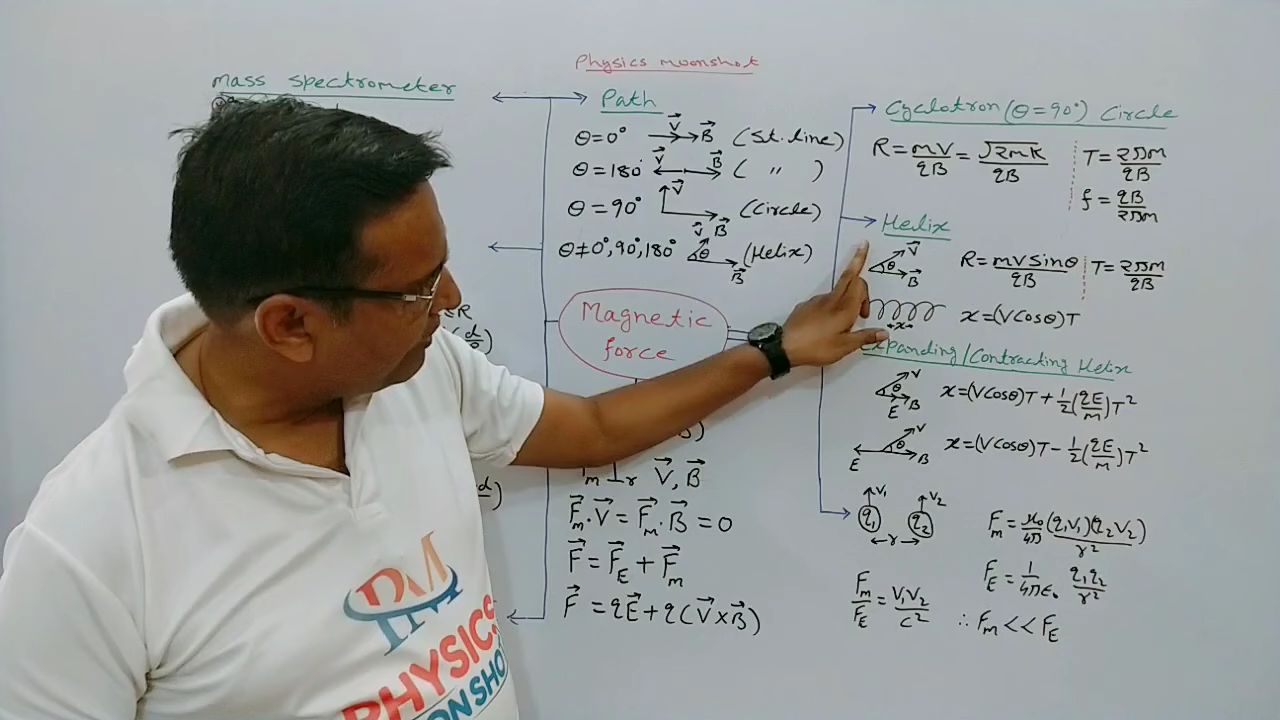 Physics Moonshot
Mass spectrometer
Path
θ=0° V→ B→ (St. line)
θ=180° V→ B→ ( " )
θ=90° V→ B→ (Circle)
θ≠0°,90°,180° V→ θ B→ (Helix)
Magnetic
force
m ⊥r V→, B→
F→m·V→ = F→m·B→ = 0
F→ = F→E + F→m
F→ = qE→ + q(V→×B→)
Cyclotron (θ=90°) Circle
R = mV/qB = √2mK/qB T = 2πm/qB
f = qB/2πm
Helix
V→ θ B→ R = mVSinθ/qB T = 2πm/qB
x x = (VCosθ)T
Expanding/Contracting Helix
V θ B E x = (VCosθ)T + 1/2(qE/m)T²
E V θ B x = (VCosθ)T - 1/2(qE/m)T²
q₁ V₁ q₂ V₂ r Fm = μ₀/4π (q₁V₁)(q₂V₂)/r²
FE = 1/4πε₀ q₁q₂/r²
Fm/FE = V₁V₂/c² ∴ Fm << FE
PM
PHYSICS